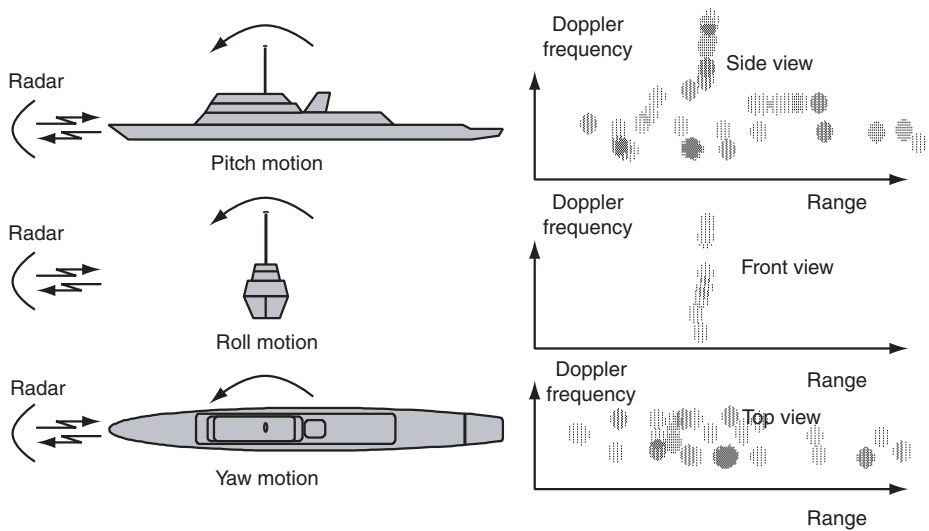 Doppler
frequency
Side view
Radar
Pitch motion
Range
Doppler
frequency
Radar
Front view
Roll motion
Range
Doppler
frequency
Radar
Top view
Yaw motion
Range